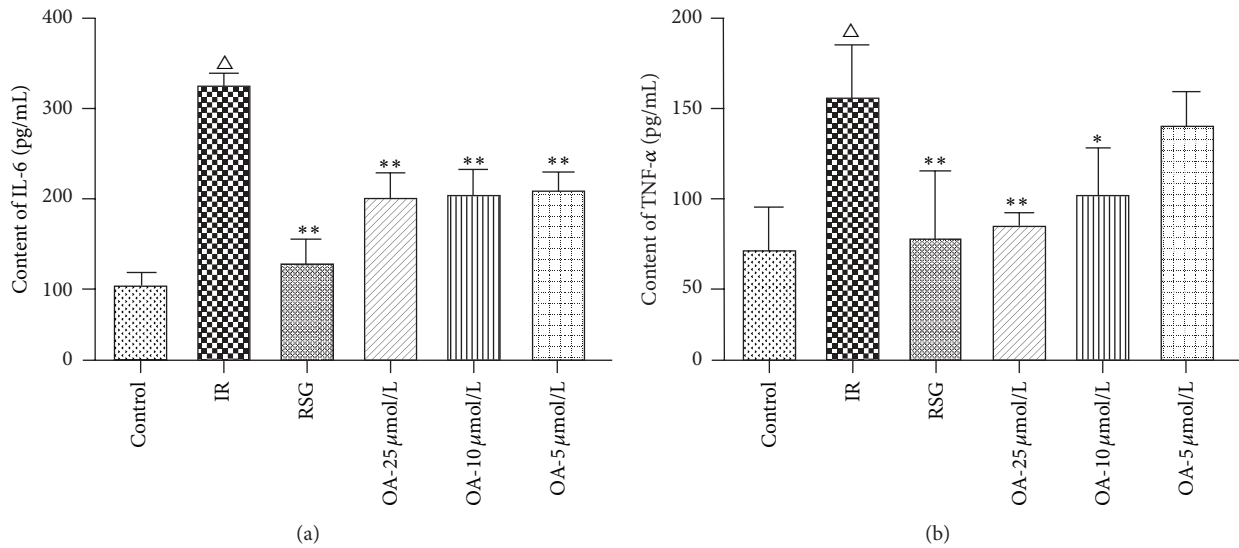 Content of IL-6 (pg/mL)
400
300
200
100
0
△
**
**
**
**
Control
IR
RSG
OA-25 μmol/L
OA-10 μmol/L
OA-5 μmol/L
(a)
Content of TNF-α (pg/mL)
200
150
100
50
0
△
**
**
*
Control
IR
RSG
OA-25 μmol/L
OA-10 μmol/L
OA-5 μmol/L
(b)